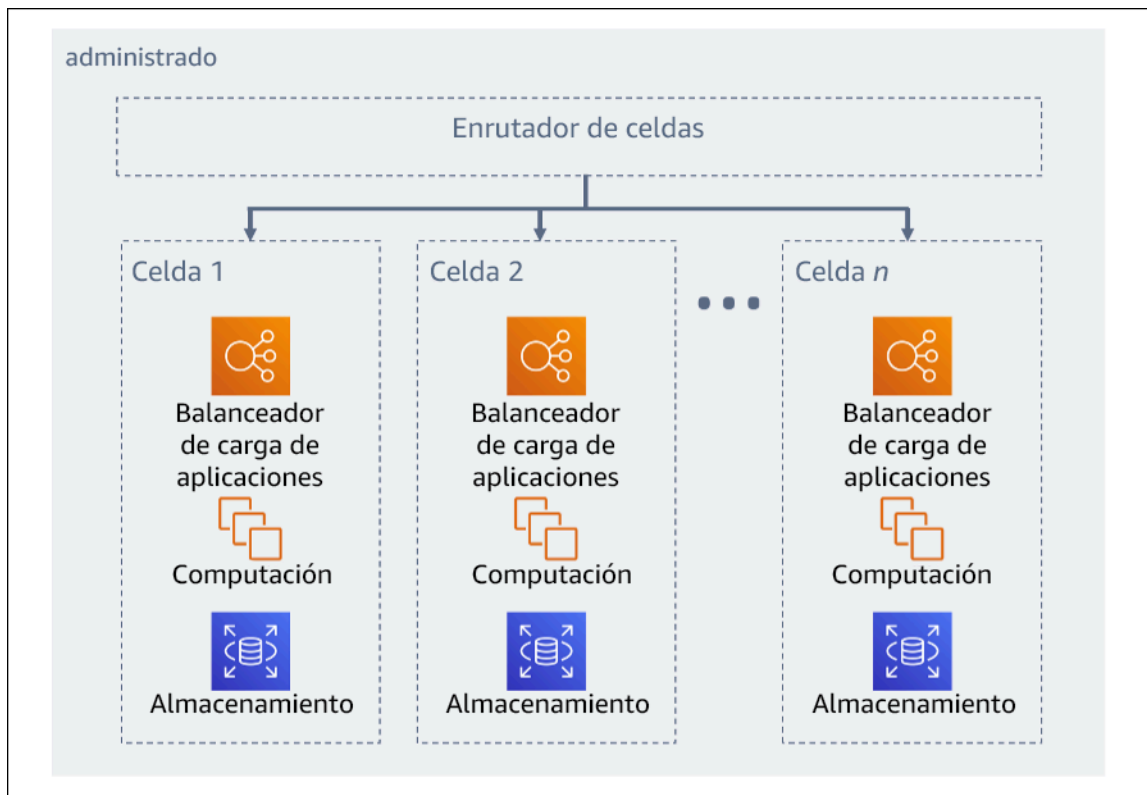 administrado
Enrutador de celdas
Celda 1
Balanceador
de carga de
aplicaciones
Computación
Almacenamiento
Celda 2
Balanceador
de carga de
aplicaciones
Computación
Almacenamiento
Celda n
Balanceador
de carga de
aplicaciones
Computación
Almacenamiento